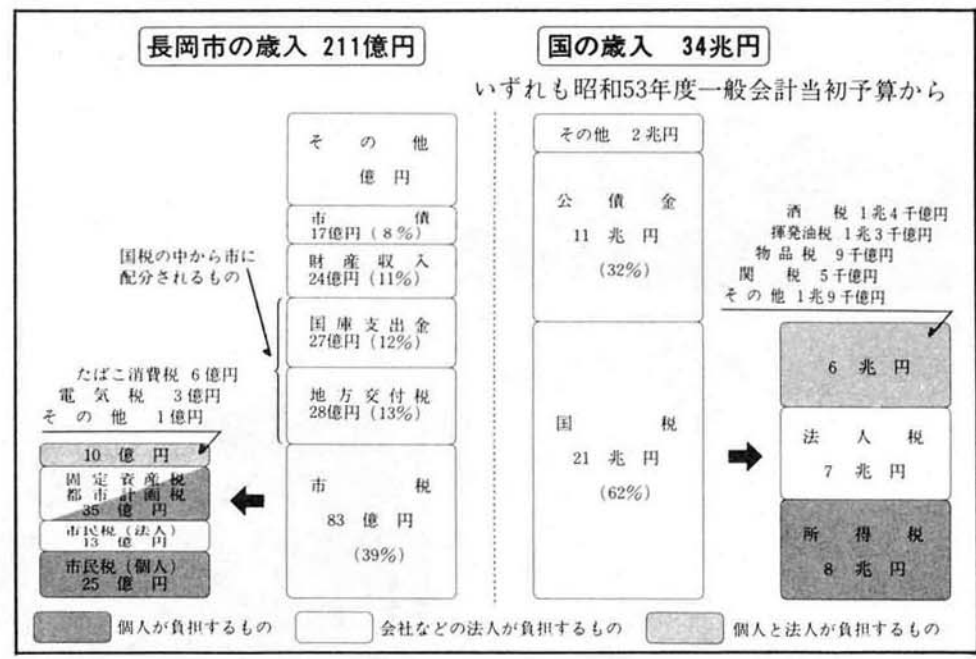 長岡市の歳入 211億円
国の歳入 34兆円
いずれも昭和53年度一般会計当初予算から
その他
億円
市債
17億円(8%)
財産収入
24億円(11%)
国庫支出金
27億円(12%)
地方交付税
28億円(13%)
市税
83億円
(39%)
国税の中から市に
配分されるもの
たばこ消費税 6億円
電気税 3億円
その他 1億円
10億円
固定資産税
都市計画税
35億円
市民税(法人)
13億円
市民税(個人)
25億円
その他 2兆円
公債金
11兆円
(32%)
国税
21兆円
(62%)
酒税 1兆4千億円
揮発油税 1兆3千億円
物品税 9千億円
関税 5千億円
その他 1兆9千億円
6兆円
法人税
7兆円
所得税
8兆円
個人が負担するもの
会社などの法人が負担するもの
個人と法人が負担するもの